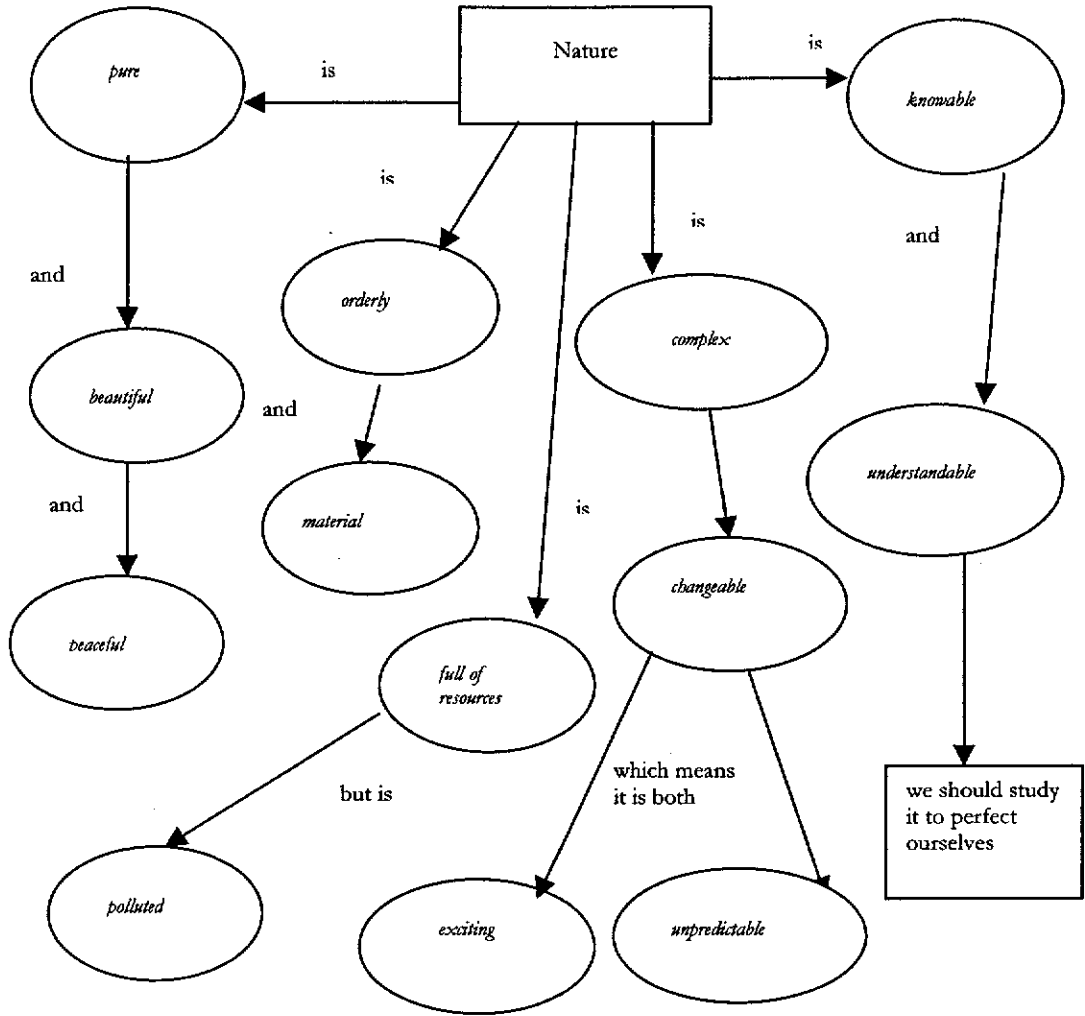 Nature
is
pure
is
knowable
is
is
and
orderly
complex
and
beautiful
and
and
material
understandable
is
peaceful
changeable
full of
resources
which means
it is both
but is
we should study
it to perfect
ourselves
polluted
exciting
unpredictable